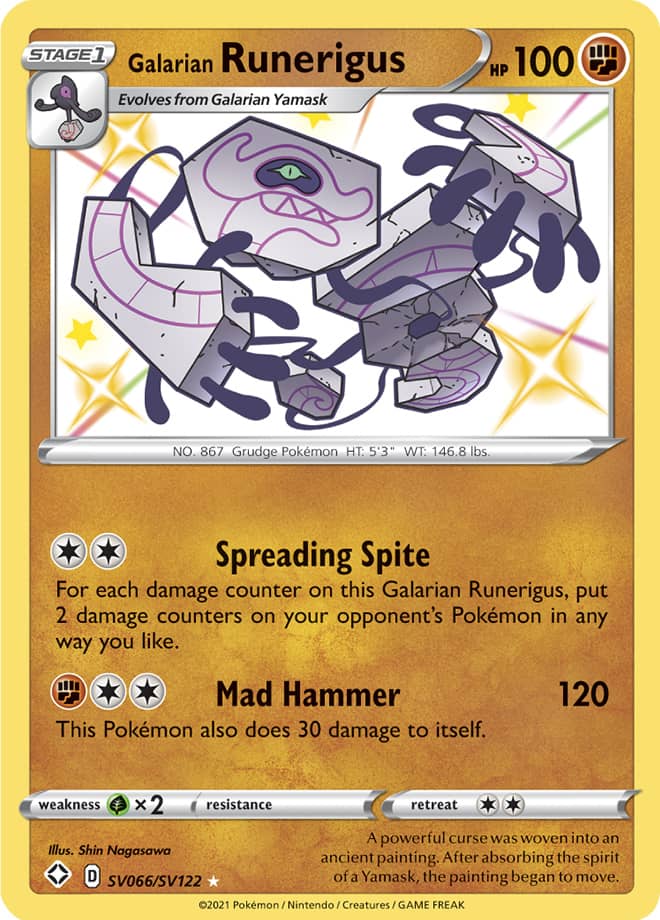 STAGE 1
Galarian Runerigus
HP 100
Evolves from Galarian Yamask
NO. 867 Grudge Pokémon HT: 5'3" WT: 146.8 lbs.
Spreading Spite
For each damage counter on this Galarian Runerigus, put
2 damage counters on your opponent's Pokémon in any
way you like.
Mad Hammer 120
This Pokémon also does 30 damage to itself.
weakness ×2 resistance retreat
Illus. Shin Nagasawa
D SV066/SV122
A powerful curse was woven into
an ancient painting. After absorbing the spirit
of a Yamask, the painting began to move.
©2021 Pokémon / Nintendo / Creatures / GAME FREAK